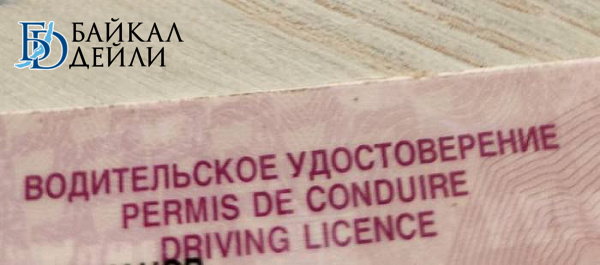 БАЙКАЛ
ДЕЙЛИ
ВОДИТЕЛЬСКОЕ УДОСТОВЕРЕНИЕ
PERMIS DE CONDUIRE
DRIVING LICENCE